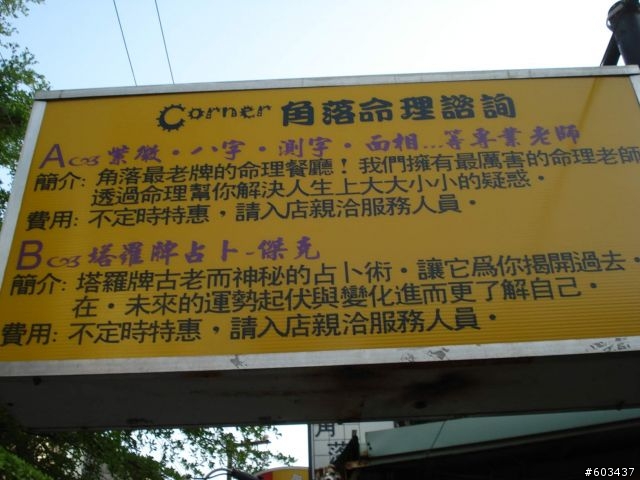 Corner 角落命理諮詢
A 紫微・八字・測字・面相...等專業老師
簡介: 角落最老牌的命理餐廳！我們擁有最厲害的命理老師
透過命理幫你解決人生上大大小小的疑惑。
費用: 不定時特惠，請入店親洽服務人員。
B 塔羅牌占卜-傑克
簡介: 塔羅牌古老而神秘的占卜術。讓它為你揭開過去・
在・未來的運勢起伏與變化進而更了解自己。
費用: 不定時特惠，請入店親洽服務人員。
角落
#603437